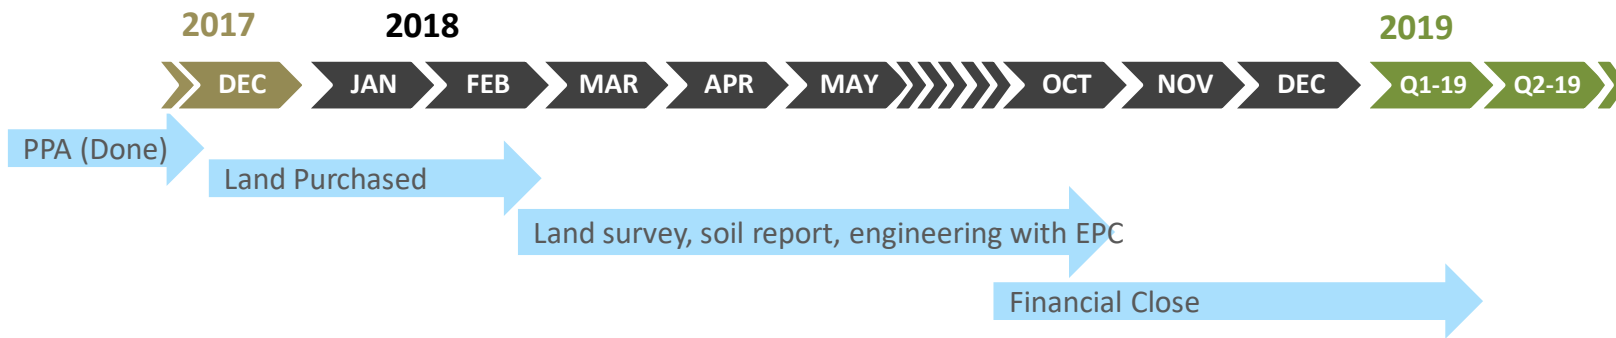 2017 2018 2019
DEC JAN FEB MAR APR MAY OCT NOV DEC Q1-19 Q2-19
PPA (Done)
Land Purchased
Land survey, soil report, engineering with EPC
Financial Close